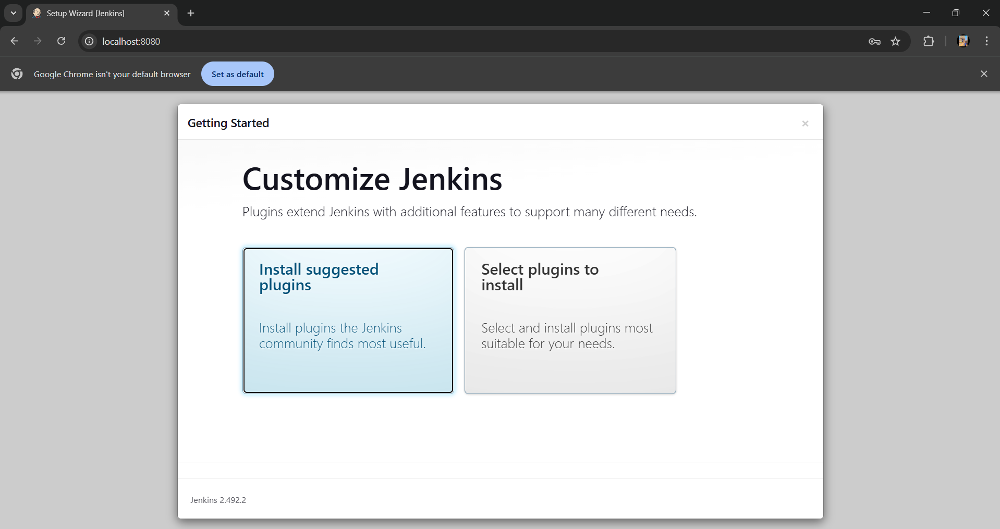 Setup Wizard [Jenkins]
localhost:8080
Google Chrome isn't your default browser
Set as default
Getting Started
Customize Jenkins
Plugins extend Jenkins with additional features to support many different needs.
Install suggested
plugins
Install plugins the Jenkins
community finds most useful.
Select plugins to
install
Select and install plugins most
suitable for your needs.
Jenkins 2.492.2